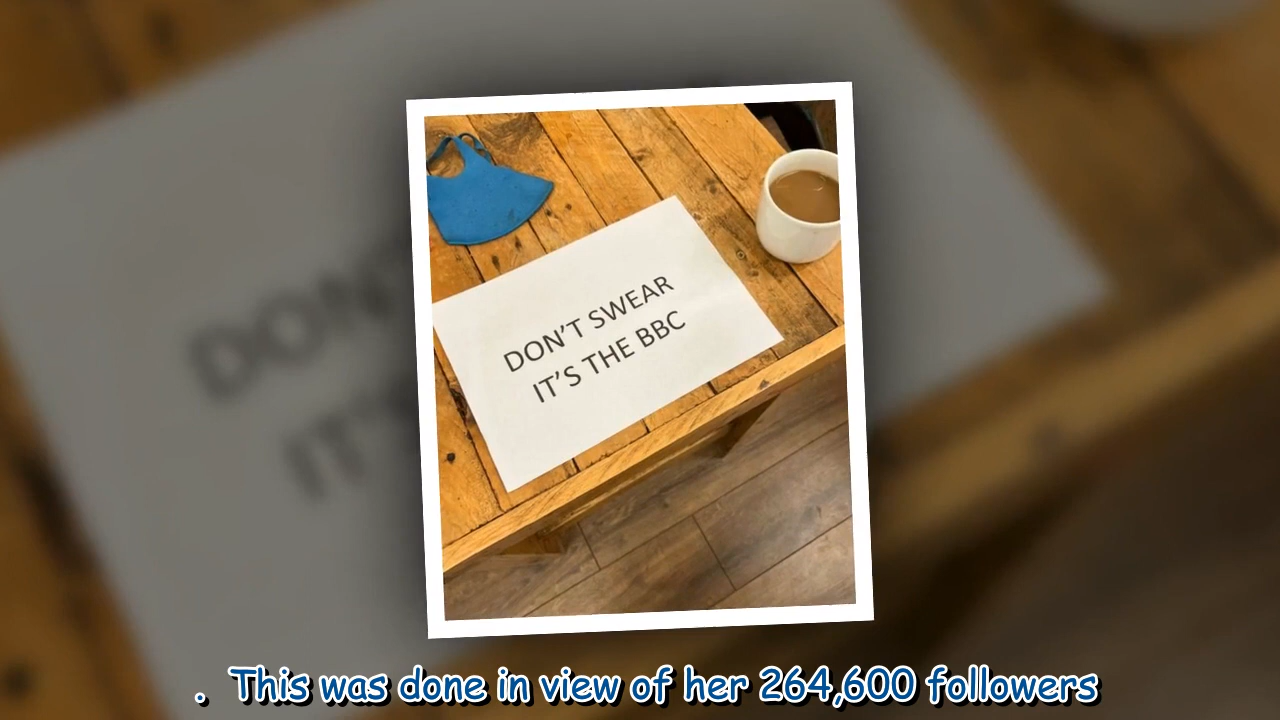 DON'T SWEAR
IT'S THE BBC
. This was done in view of her 264,600 followers